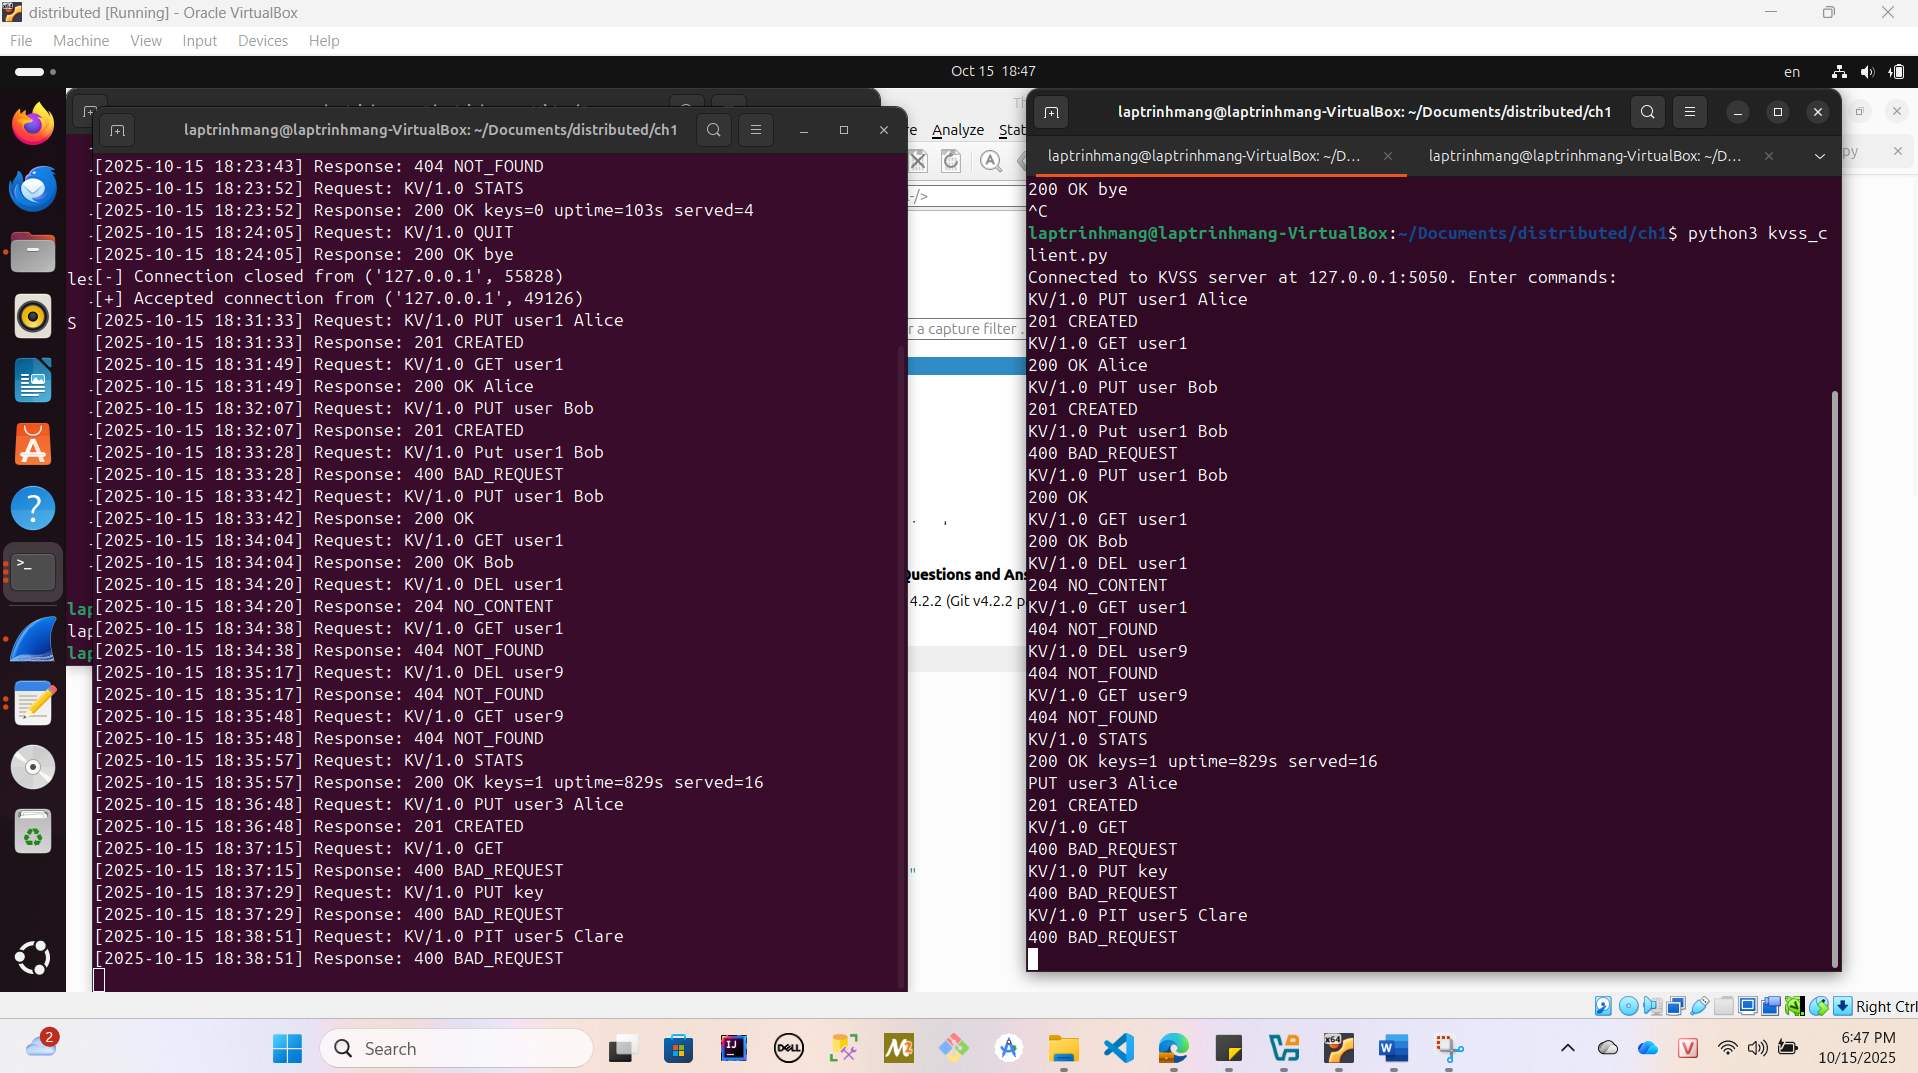 distributed [Running] - Oracle VirtualBox
File Machine View Input Devices Help
Oct 15 18:47
en
laptrinhmang@laptrinhmang-VirtualBox: ~/Documents/distributed/ch1
[2025-10-15 18:23:43] Response: 404 NOT_FOUND
[2025-10-15 18:23:52] Request: KV/1.0 STATS
[2025-10-15 18:23:52] Response: 200 OK keys=0 uptime=103s served=4
[2025-10-15 18:24:05] Request: KV/1.0 QUIT
[2025-10-15 18:24:05] Response: 200 OK bye
[-] Connection closed from ('127.0.0.1', 55828)
[+] Accepted connection from ('127.0.0.1', 49126)
[2025-10-15 18:31:33] Request: KV/1.0 PUT user1 Alice
[2025-10-15 18:31:33] Response: 201 CREATED
[2025-10-15 18:31:49] Request: KV/1.0 GET user1
[2025-10-15 18:31:49] Response: 200 OK Alice
[2025-10-15 18:32:07] Request: KV/1.0 PUT user Bob
[2025-10-15 18:32:07] Response: 201 CREATED
[2025-10-15 18:33:28] Request: KV/1.0 Put user1 Bob
[2025-10-15 18:33:28] Response: 400 BAD_REQUEST
[2025-10-15 18:33:42] Request: KV/1.0 PUT user1 Bob
[2025-10-15 18:33:42] Response: 200 OK
[2025-10-15 18:34:04] Request: KV/1.0 GET user1
[2025-10-15 18:34:04] Response: 200 OK Bob
[2025-10-15 18:34:20] Request: KV/1.0 DEL user1
[2025-10-15 18:34:20] Response: 204 NO_CONTENT
[2025-10-15 18:34:38] Request: KV/1.0 GET user1
[2025-10-15 18:34:38] Response: 404 NOT_FOUND
[2025-10-15 18:35:17] Request: KV/1.0 DEL user9
[2025-10-15 18:35:17] Response: 404 NOT_FOUND
[2025-10-15 18:35:48] Request: KV/1.0 GET user9
[2025-10-15 18:35:48] Response: 404 NOT_FOUND
[2025-10-15 18:35:57] Request: KV/1.0 STATS
[2025-10-15 18:35:57] Response: 200 OK keys=1 uptime=829s served=16
[2025-10-15 18:36:48] Request: KV/1.0 PUT user3 Alice
[2025-10-15 18:36:48] Response: 201 CREATED
[2025-10-15 18:37:15] Request: KV/1.0 GET
[2025-10-15 18:37:15] Response: 400 BAD_REQUEST
[2025-10-15 18:37:29] Request: KV/1.0 PUT key
[2025-10-15 18:37:29] Response: 400 BAD_REQUEST
[2025-10-15 18:38:51] Request: KV/1.0 PIT user5 Clare
[2025-10-15 18:38:51] Response: 400 BAD_REQUEST
les
S
lap
lap
lap
re Analyze Stat
-/>
r a capture filter .
Questions and Ans
4.2.2 (Git v4.2.2 p
"
py
laptrinhmang@laptrinhmang-VirtualBox: ~/Documents/distributed/ch1
laptrinhmang@laptrinhmang-VirtualBox: ~/D... laptrinhmang@laptrinhmang-VirtualBox: ~/D...
200 OK bye
^C
laptrinhmang@laptrinhmang-VirtualBox:~/Documents/distributed/ch1$ python3 kvss_c
lient.py
Connected to KVSS server at 127.0.0.1:5050. Enter commands:
KV/1.0 PUT user1 Alice
201 CREATED
KV/1.0 GET user1
200 OK Alice
KV/1.0 PUT user Bob
201 CREATED
KV/1.0 Put user1 Bob
400 BAD_REQUEST
KV/1.0 PUT user1 Bob
200 OK
KV/1.0 GET user1
200 OK Bob
KV/1.0 DEL user1
204 NO_CONTENT
KV/1.0 GET user1
404 NOT_FOUND
KV/1.0 DEL user9
404 NOT_FOUND
KV/1.0 GET user9
404 NOT_FOUND
KV/1.0 STATS
200 OK keys=1 uptime=829s served=16
PUT user3 Alice
201 CREATED
KV/1.0 GET
400 BAD_REQUEST
KV/1.0 PUT key
400 BAD_REQUEST
KV/1.0 PIT user5 Clare
400 BAD_REQUEST
Right Ctrl
2
Search
IJ
DELL
X64
W
V
6:47 PM
10/15/2025